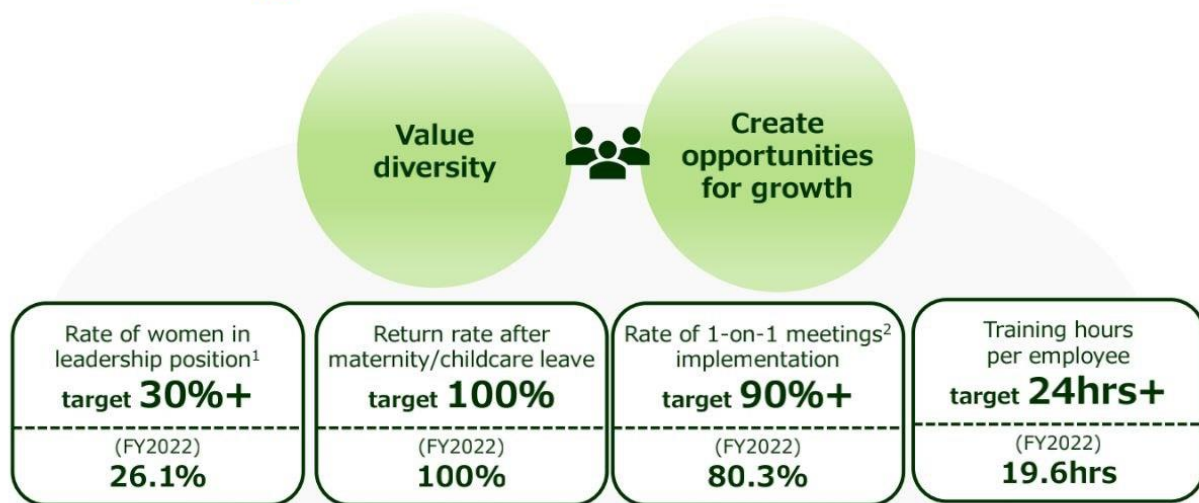 Value
diversity
Create
opportunities
for growth
Rate of women in
leadership position¹
target 30%+
(FY2022)
26.1%
Return rate after
maternity/childcare leave
target 100%
(FY2022)
100%
Rate of 1-on-1 meetings²
implementation
target 90%+
(FY2022)
80.3%
Training hours
per employee
target 24hrs+
(FY2022)
19.6hrs